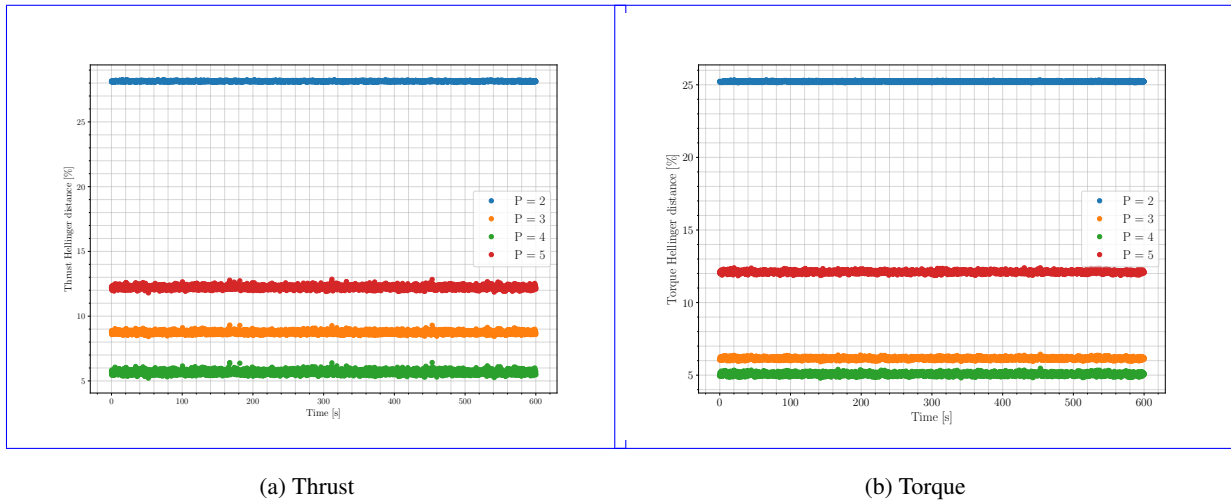 Thrust Hellinger distance [%]
25
20
15
10
5
0
100
200
300
400
500
600
Time [s]
P = 2
P = 3
P = 4
P = 5
(a) Thrust
Torque Hellinger distance [%]
25
20
15
10
5
0
100
200
300
400
500
600
Time [s]
P = 2
P = 3
P = 4
P = 5
(b) Torque